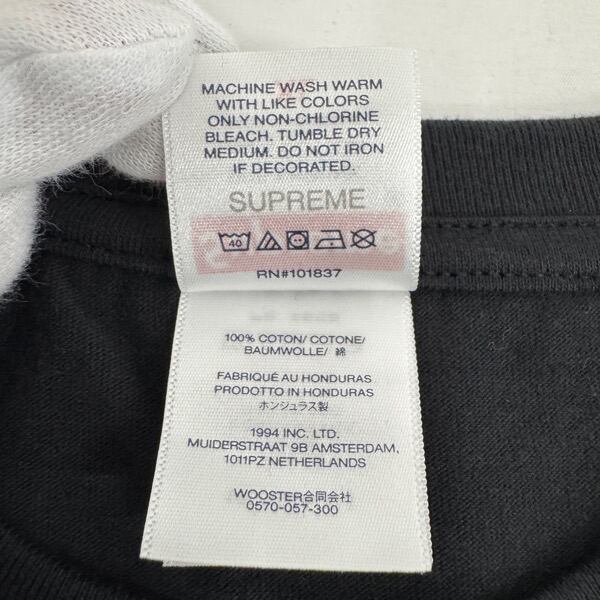 MACHINE WASH WARM
WITH LIKE COLORS
ONLY NON-CHLORINE
BLEACH. TUMBLE DRY
MEDIUM. DO NOT IRON
IF DECORATED.
SUPREME
40
RN#101837
100% COTON/ COTONE/
BAUMWOLLE/ 綿
FABRIQUÉ AU HONDURAS
PRODOTTO IN HONDURAS
ホンジュラス製
1994 INC. LTD.
MUIDERSTRAAT 9B AMSTERDAM,
1011PZ NETHERLANDS
WOOSTER合同会社
0570-057-300